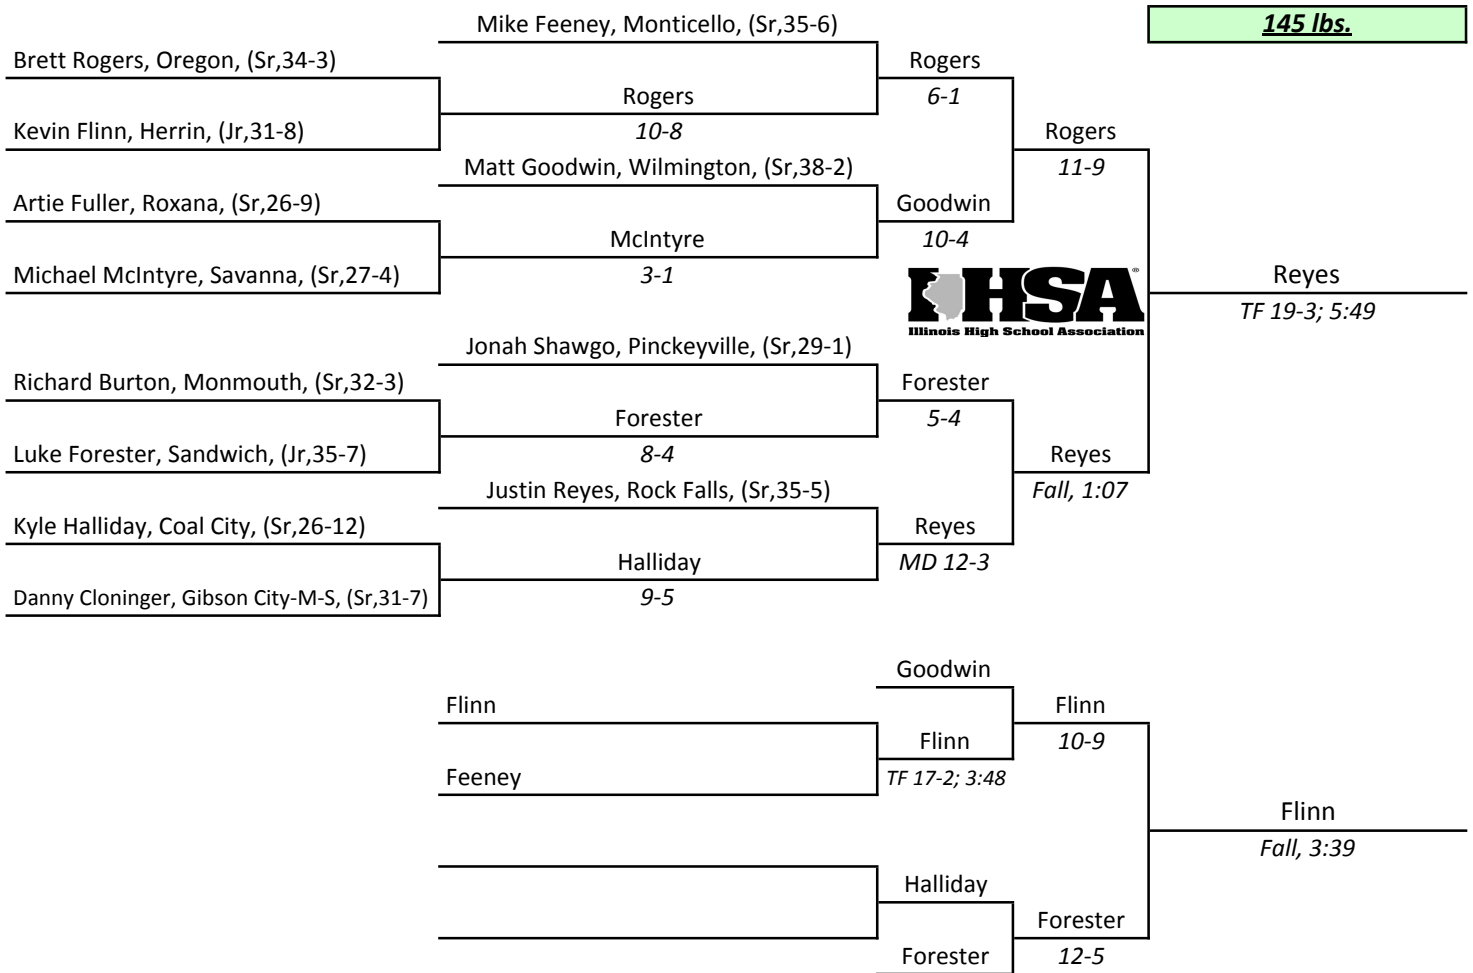 Mike Feeney, Monticello, (Sr,35-6)
145 lbs.
Brett Rogers, Oregon, (Sr,34-3)
Rogers
Rogers
6-1
Kevin Flinn, Herrin, (Jr,31-8)
10-8
Rogers
Matt Goodwin, Wilmington, (Sr,38-2)
11-9
Artie Fuller, Roxana, (Sr,26-9)
Goodwin
McIntyre
10-4
Michael McIntyre, Savanna, (Sr,27-4)
3-1
IHSA®
Reyes
TF 19-3; 5:49
Illinois High School Association
Jonah Shawgo, Pinckeyville, (Sr,29-1)
Richard Burton, Monmouth, (Sr,32-3)
Forester
Forester
5-4
Luke Forester, Sandwich, (Jr,35-7)
8-4
Reyes
Justin Reyes, Rock Falls, (Sr,35-5)
Fall, 1:07
Kyle Halliday, Coal City, (Sr,26-12)
Reyes
Halliday
MD 12-3
Danny Cloninger, Gibson City-M-S, (Sr,31-7)
9-5
Goodwin
Flinn
Flinn
Flinn
10-9
Feeney
TF 17-2; 3:48
Flinn
Fall, 3:39
Halliday
Forester
Forester
12-5